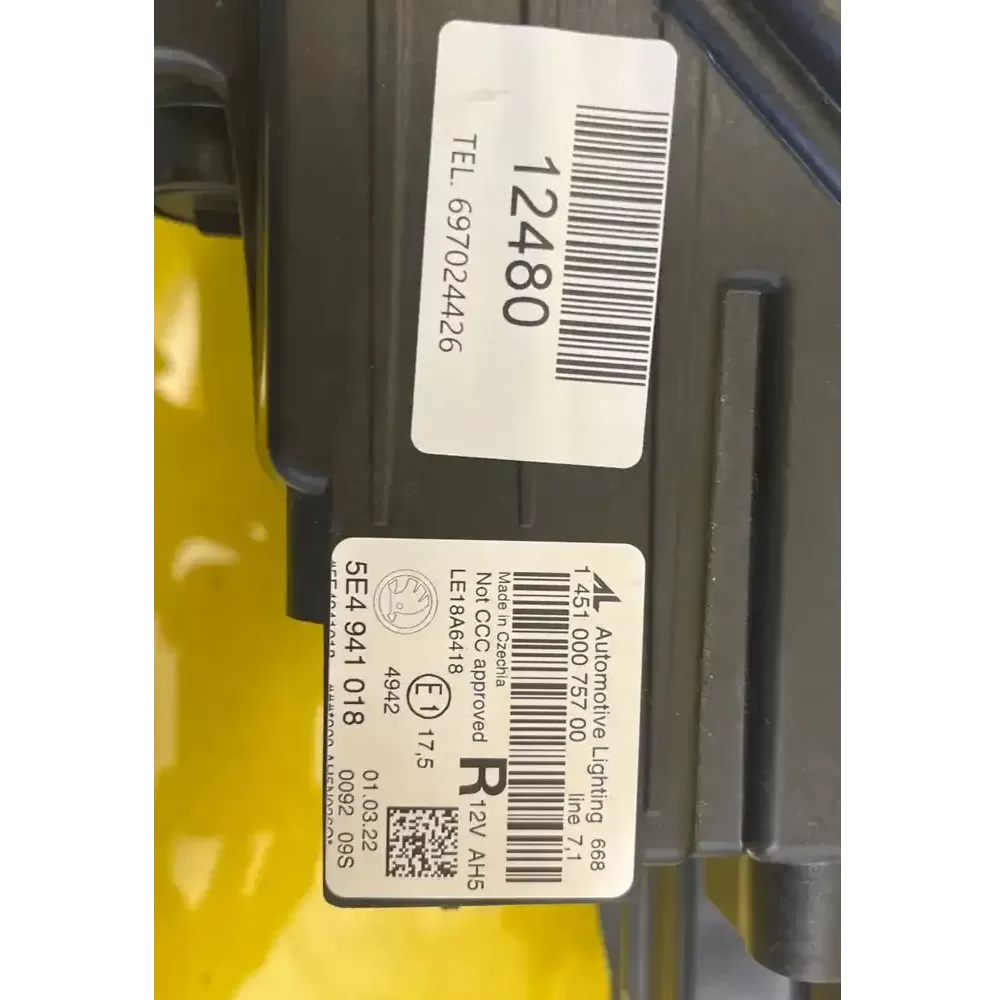 12480
TEL. 697024426
AL Automotive Lighting 668
1 451 000 757 00 line 7,1
R 12V AH5
Made in Czechia
Not CCC approved
LE18A6418
E1 17,5
4942
5E4 941 018
01.03.22
0092 09S